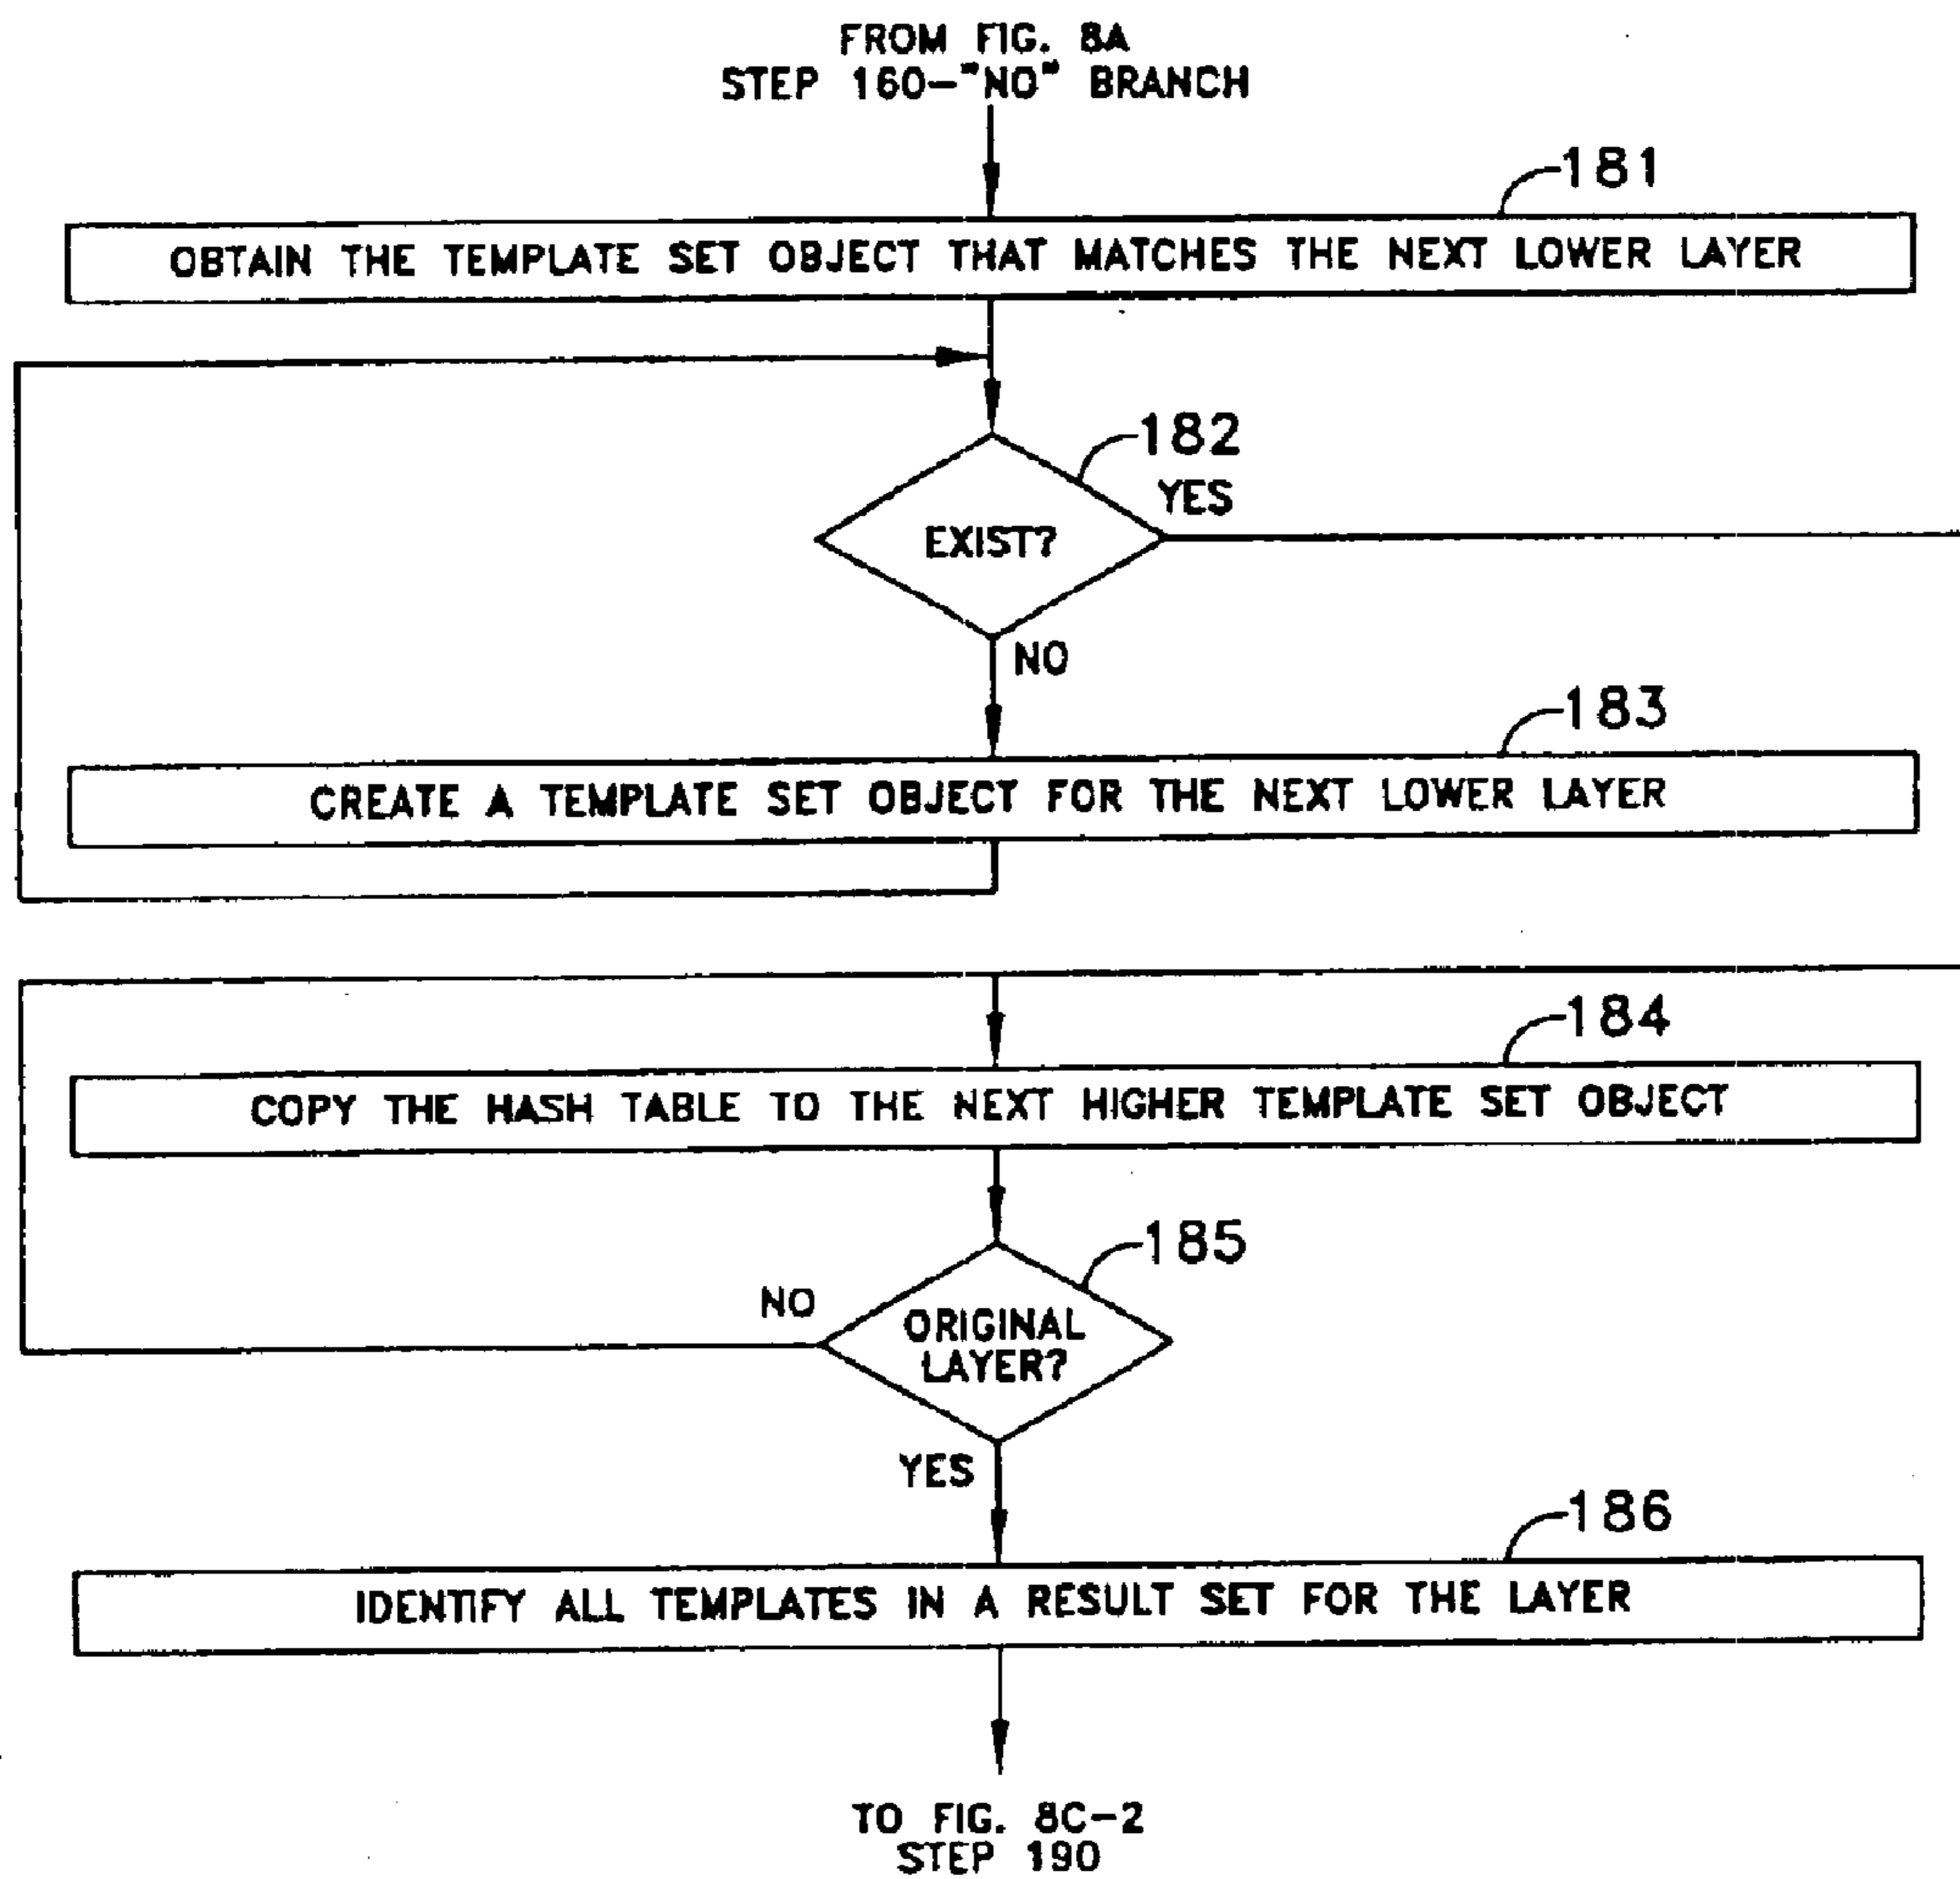 FROM FIG. 8A
STEP 160-"NO" BRANCH
181
OBTAIN THE TEMPLATE SET OBJECT THAT MATCHES THE NEXT LOWER LAYER
182
YES
EXIST?
NO
183
CREATE A TEMPLATE SET OBJECT FOR THE NEXT LOWER LAYER
184
COPY THE HASH TABLE TO THE NEXT HIGHER TEMPLATE SET OBJECT
185
NO
ORIGINAL
LAYER?
YES
186
IDENTIFY ALL TEMPLATES IN A RESULT SET FOR THE LAYER
TO FIG. 8C-2
STEP 190